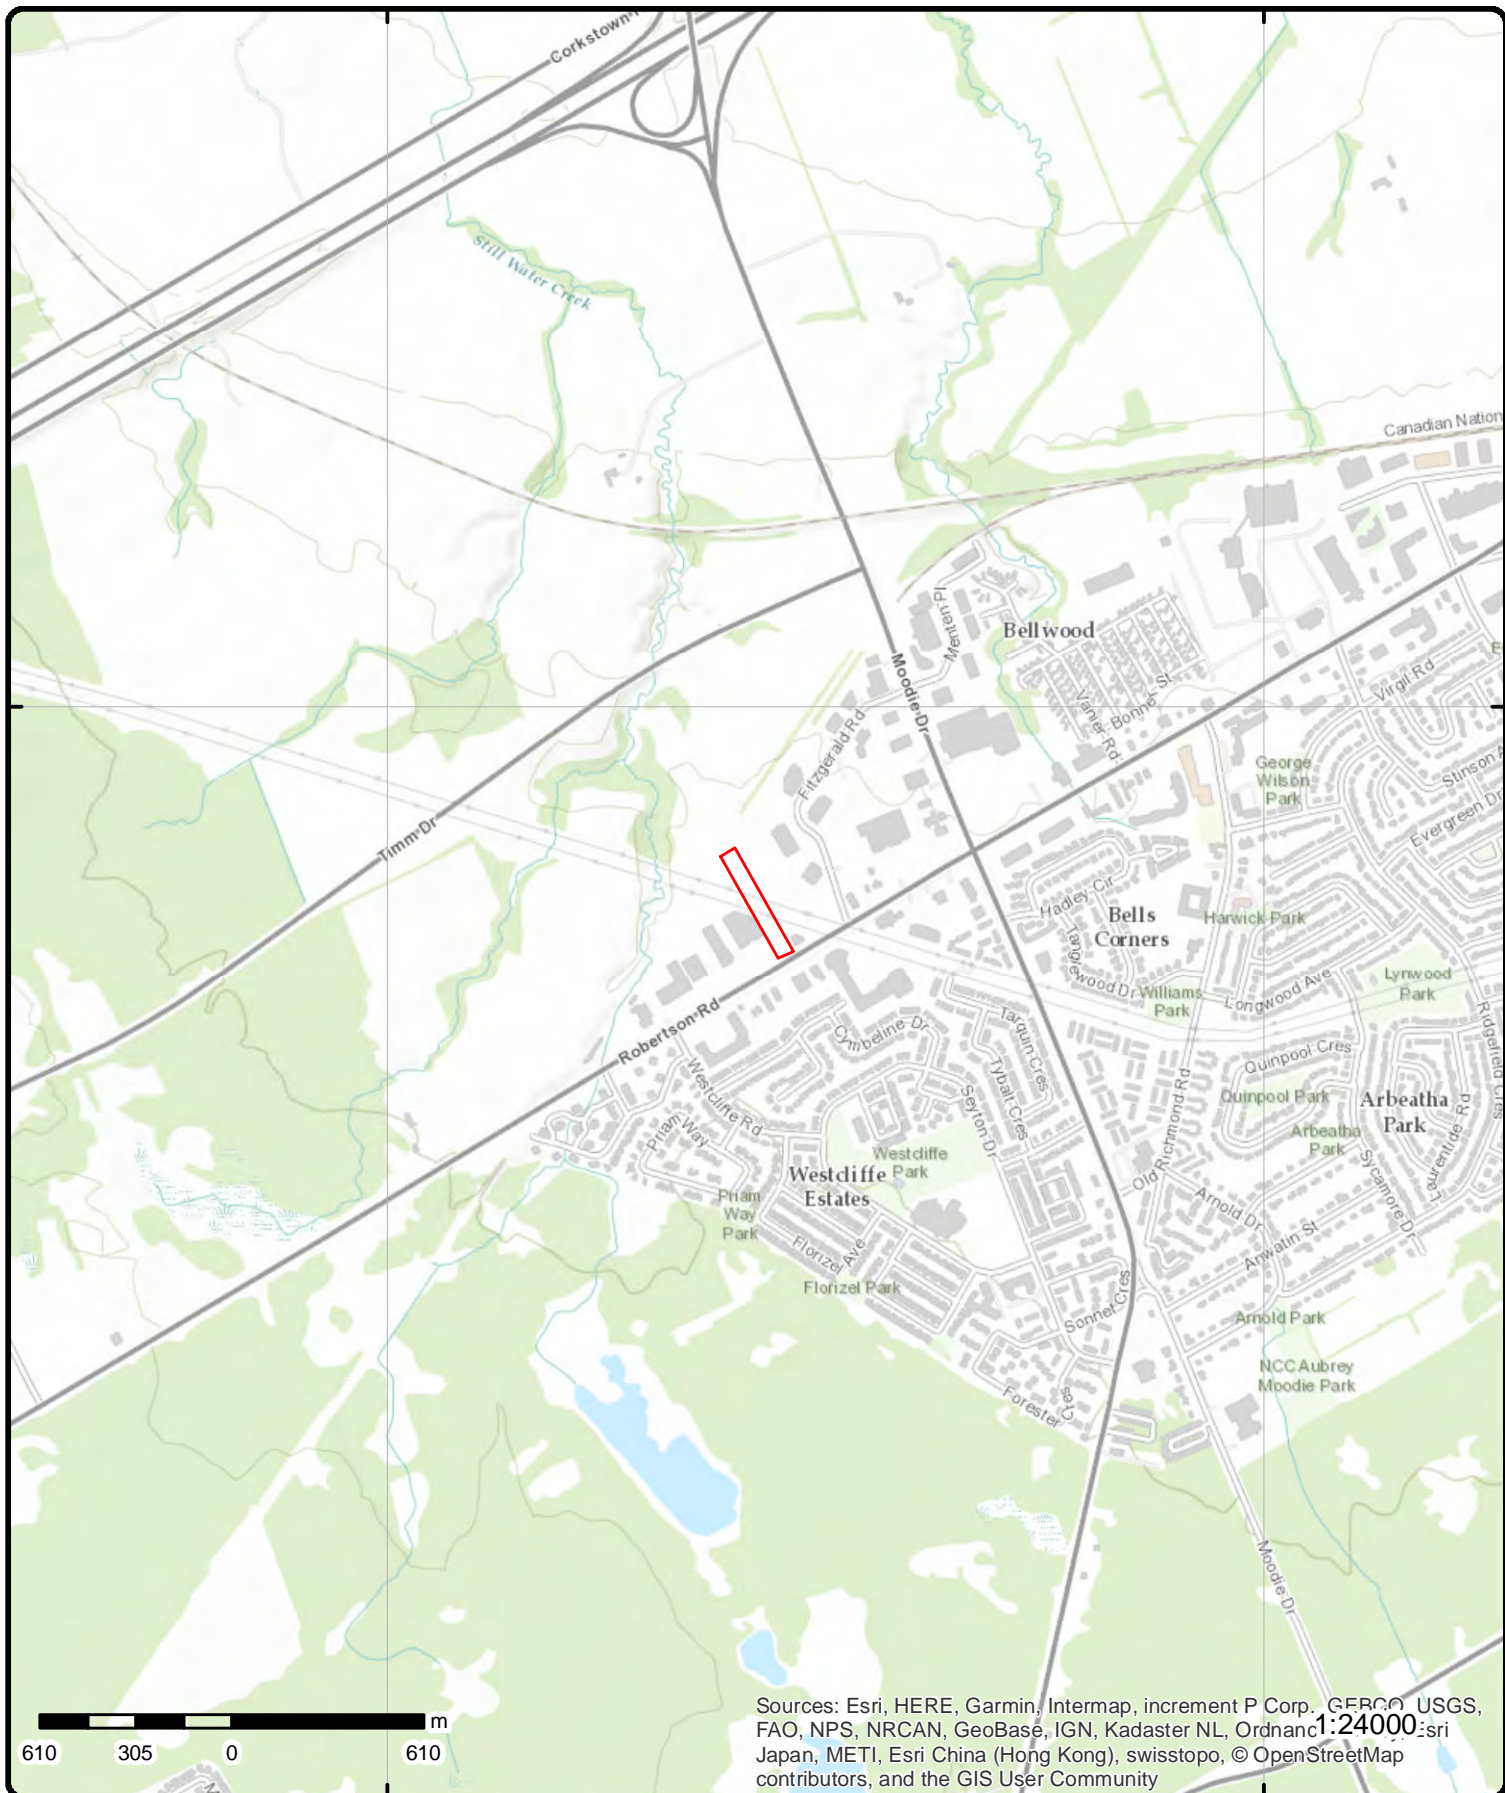 Corkstown
Still Water Creek
Canadian Nation
Menten Pl
Bellwood
Moodie Dr
Virgil Rd
Vanier Rd
Bonner St
Fitzgerald Rd
George
Wilson
Park
Stinson
Evergreen Dr
Timm Dr
Hadley Cir
Bells
Corners
Harwick Park
Tanglewood Dr
Williams
Park
Longwood Ave
Lynwood
Park
Robertson Rd
Cymbeline Dr
Tarquin Cres
Ridgefield Cres
Quinpool Cres
Tybalt Cres
Westcliffe Rd
Seyton Dr
Old Richmond Rd
Quinpool Park
Arbeatha
Park
Priam Way
Arbeatha
Park
Laurentide Rd
Westcliffe
Park
Westcliffe
Estates
Sycamore Dr
Priam
Way
Park
Arnold Dr
Anwatin St
Florizel Ave
Florizel Park
Sonnet Cres
Arnold Park
NCC Aubrey
Moodie Park
Forester
Cres
Moodie Dr
m
610 305 0 610
Sources: Esri, HERE, Garmin, Intermap, increment P Corp., GEBCO, USGS,
FAO, NPS, NRCAN, GeoBase, IGN, Kadaster NL, Ordnanc 1:24000 Esri
Japan, METI, Esri China (Hong Kong), swisstopo, © OpenStreetMap
contributors, and the GIS User Community